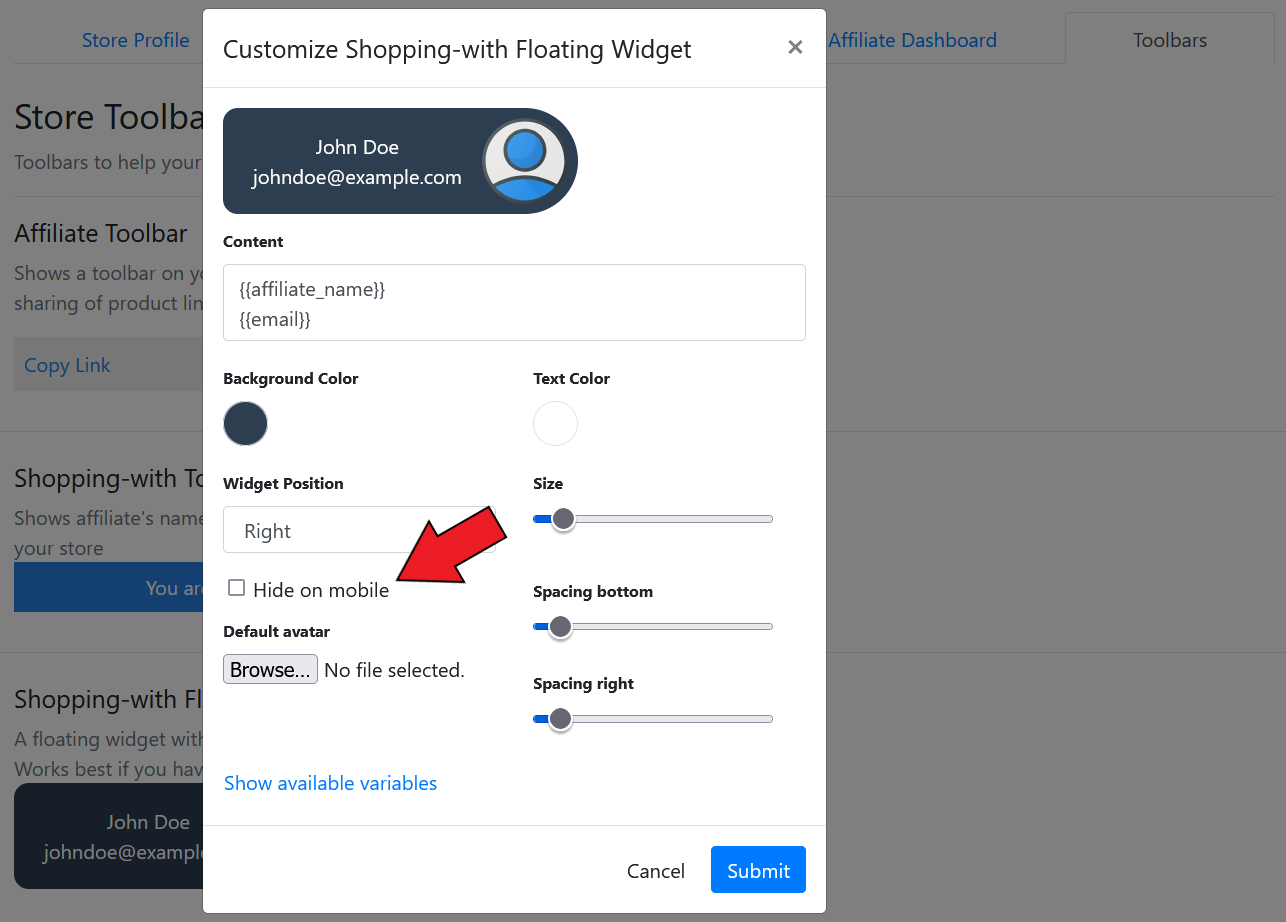 Store Profile
Affiliate Dashboard
Toolbars
Store Toolba
Toolbars to help your
Affiliate Toolbar
Shows a toolbar on yo
sharing of product lin
Copy Link
Shopping-with To
Shows affiliate's name
your store
You are
Shopping-with Fl
A floating widget with
Works best if you hav
John Doe
johndoe@example
Customize Shopping-with Floating Widget
×
John Doe
johndoe@example.com
Content
{{affiliate_name}}
{{email}}
Background Color
Text Color
Widget Position
Size
Right
Hide on mobile
Spacing bottom
Default avatar
Browse... No file selected.
Spacing right
Show available variables
Cancel
Submit